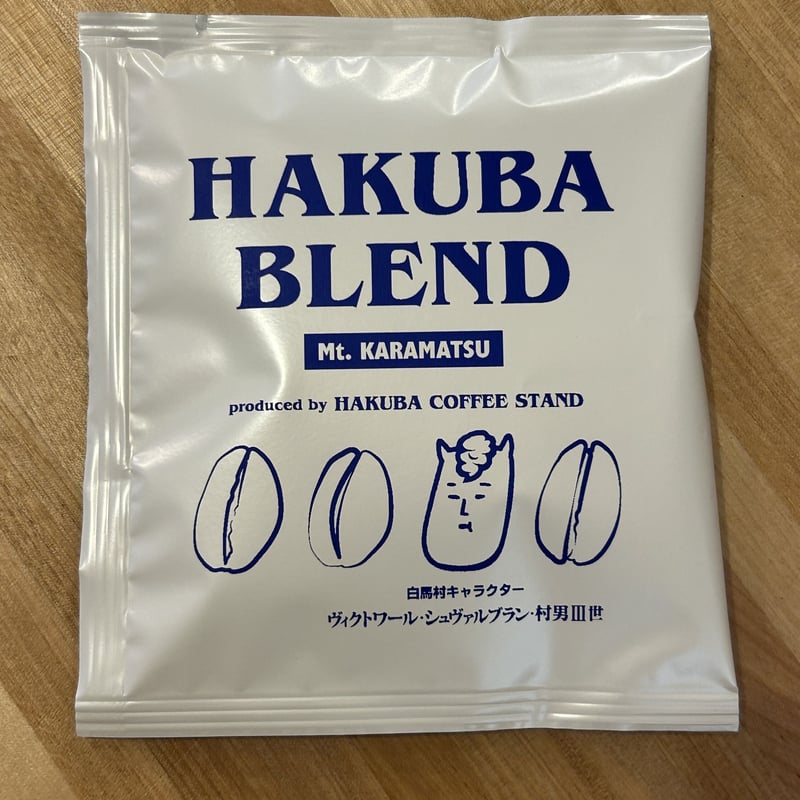 HAKUBA
BLEND
Mt. KARAMATSU
produced by HAKUBA COFFEE STAND
白馬村キャラクター
ヴィクトワール・シュヴァルブラン・村男III世